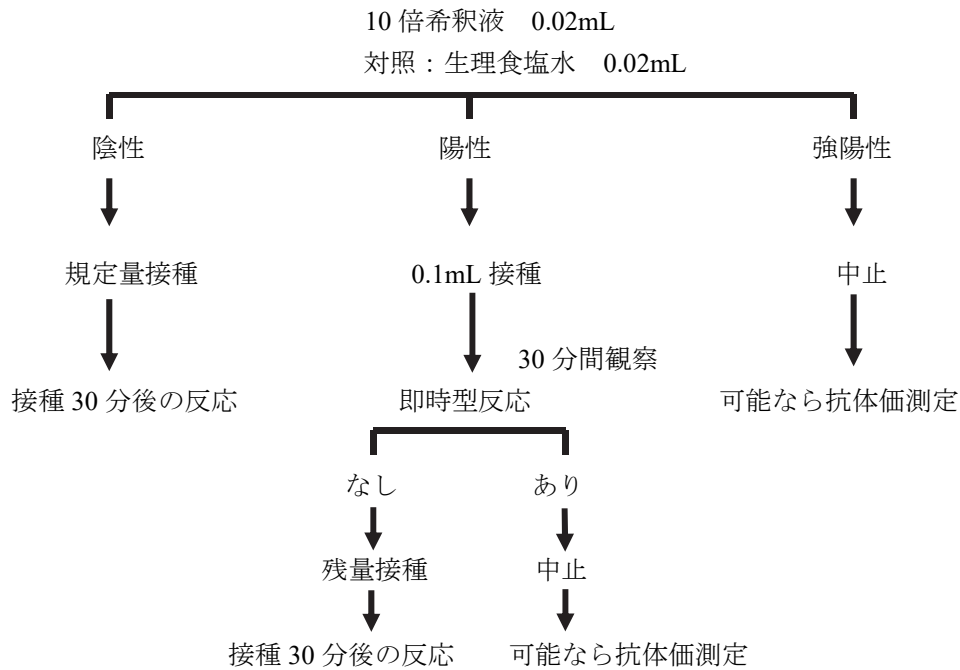 10 倍希釈液　0.02mL
対照：生理食塩水　0.02mL
陰性　陽性　強陽性
規定量接種　0.1mL 接種　中止
30 分間観察
接種 30 分後の反応　即時型反応　可能なら抗体価測定
なし　あり
残量接種　中止
接種 30 分後の反応　可能なら抗体価測定